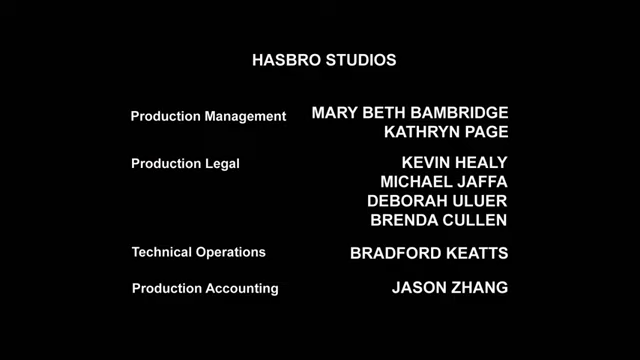 HASBRO STUDIOS
Production Management MARY BETH BAMBRIDGE
KATHRYN PAGE
Production Legal KEVIN HEALY
MICHAEL JAFFA
DEBORAH ULUER
BRENDA CULLEN
Technical Operations BRADFORD KEATTS
Production Accounting JASON ZHANG